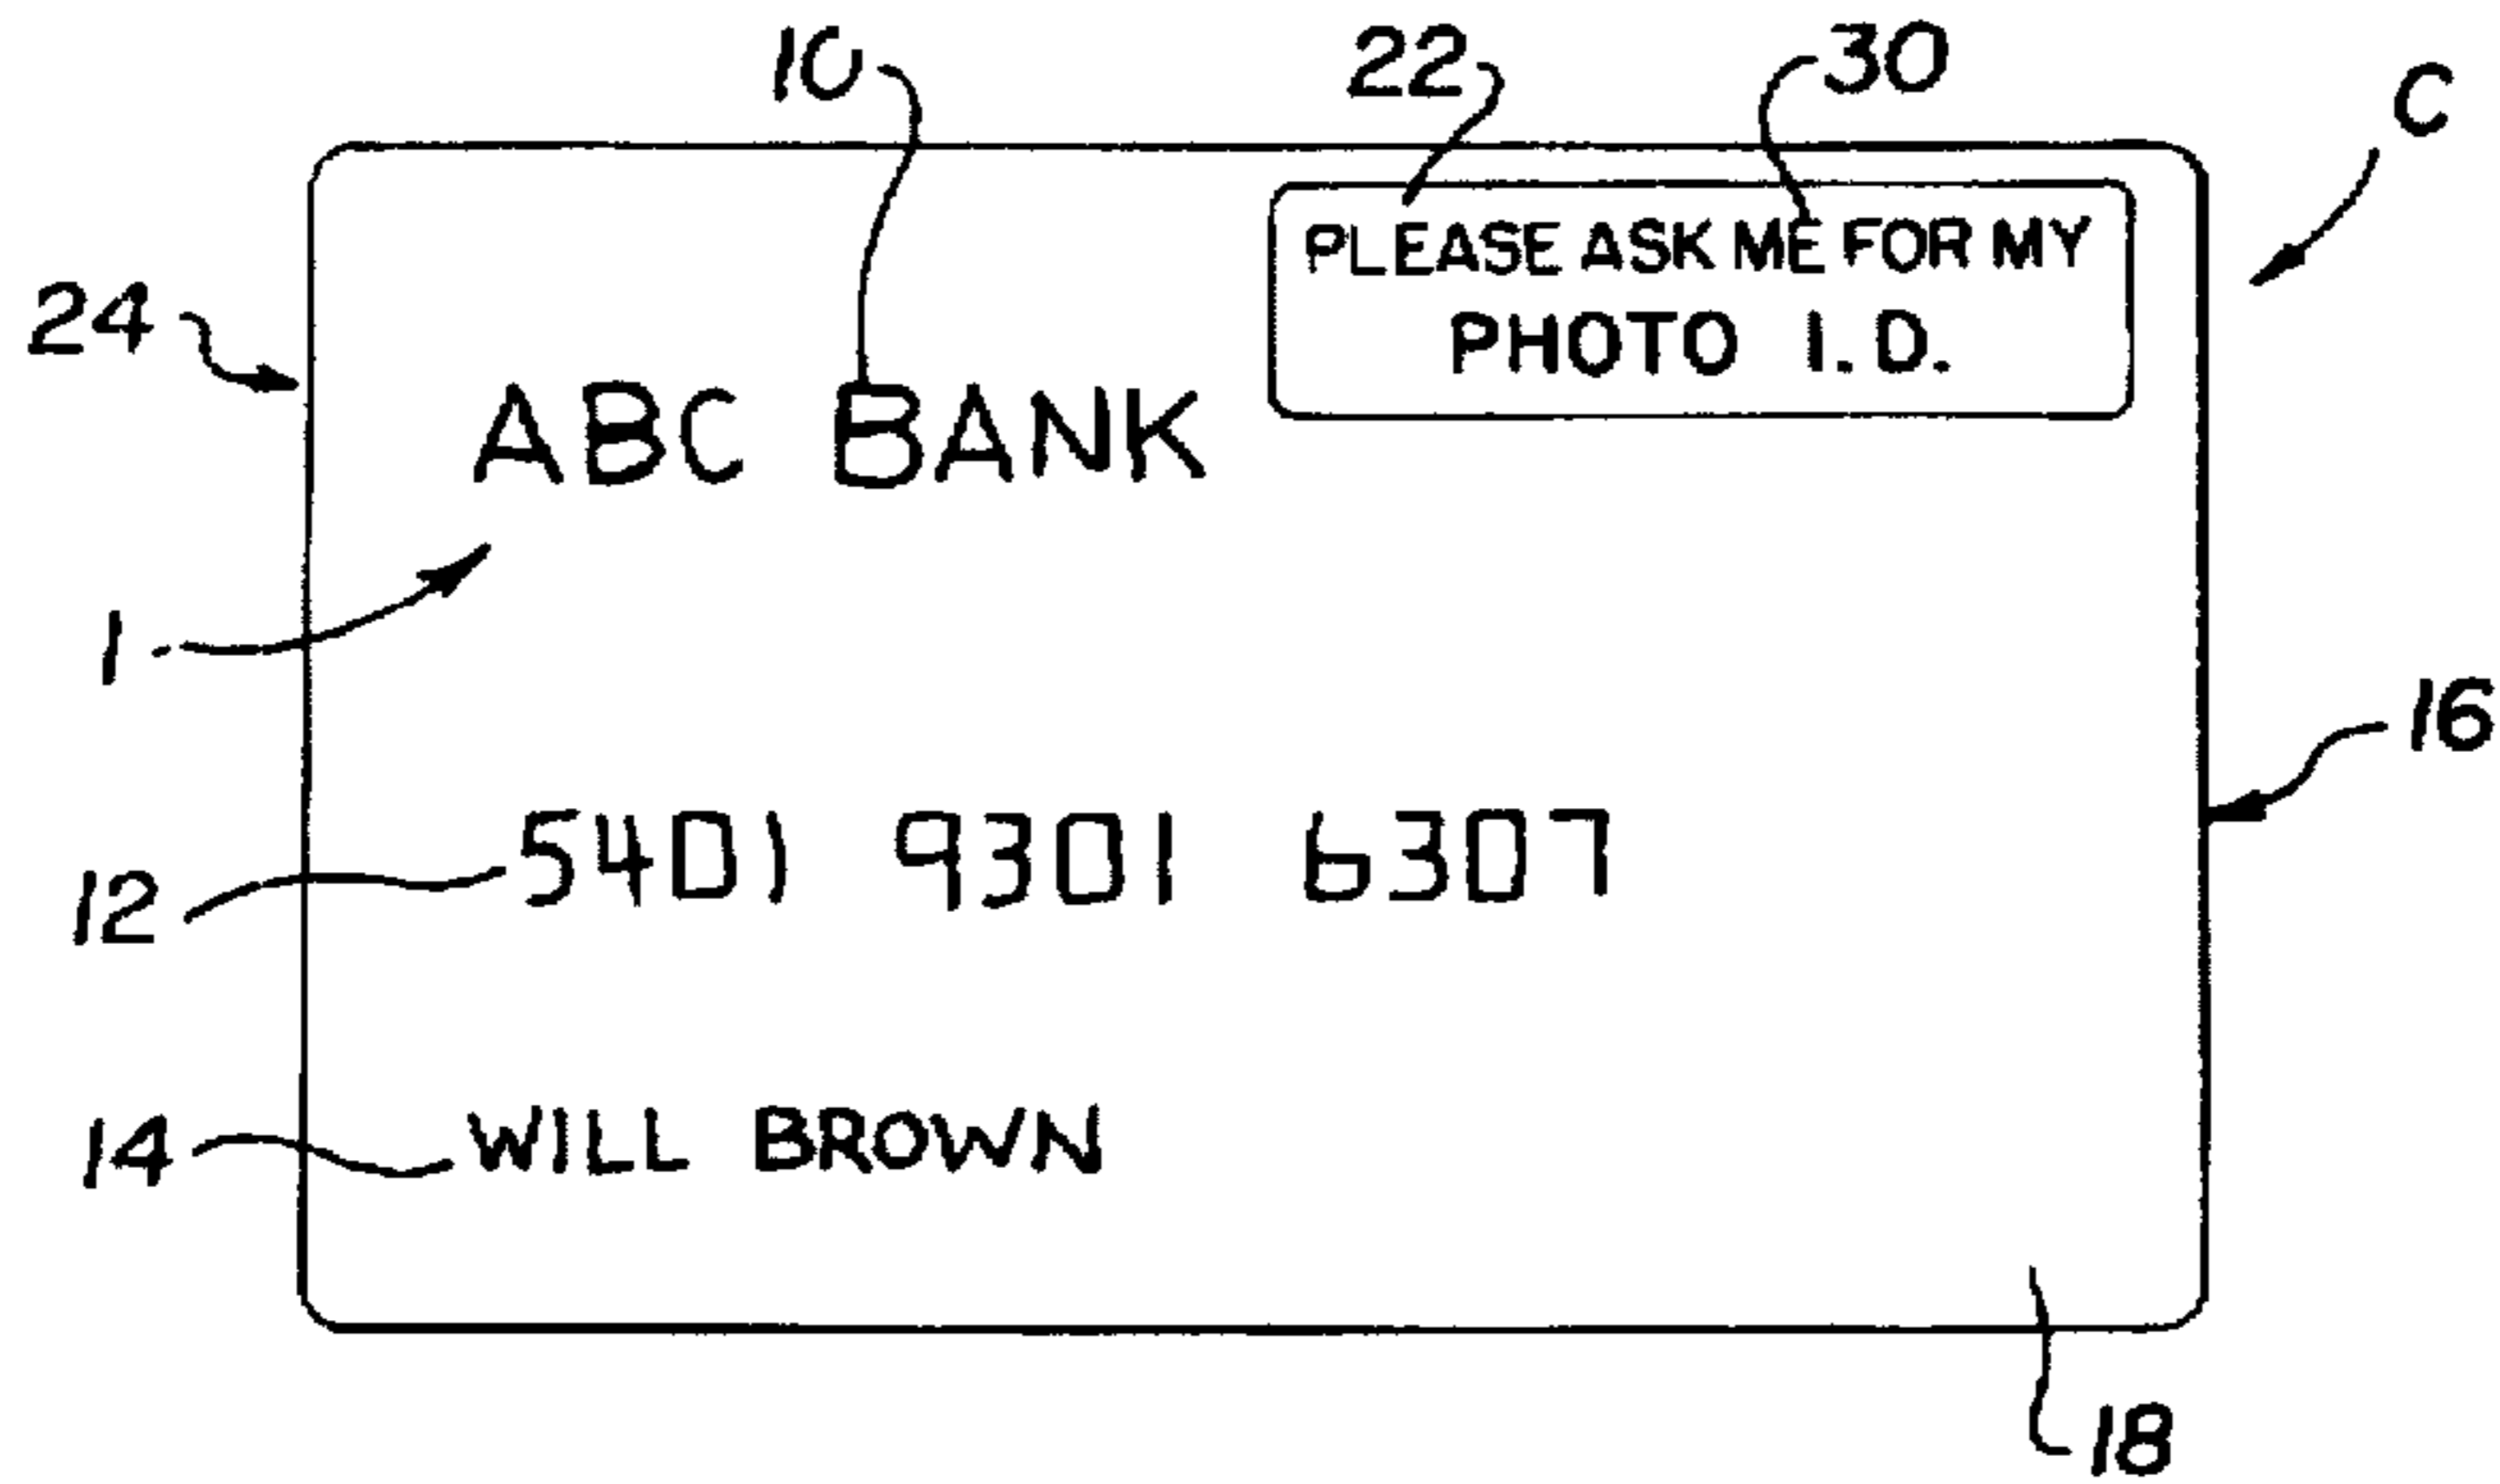 10 22 30 C
PLEASE ASK ME FOR MY
PHOTO I.D.
24
ABC BANK
1
16
5401 9301 6307
12
14 WILL BROWN
18